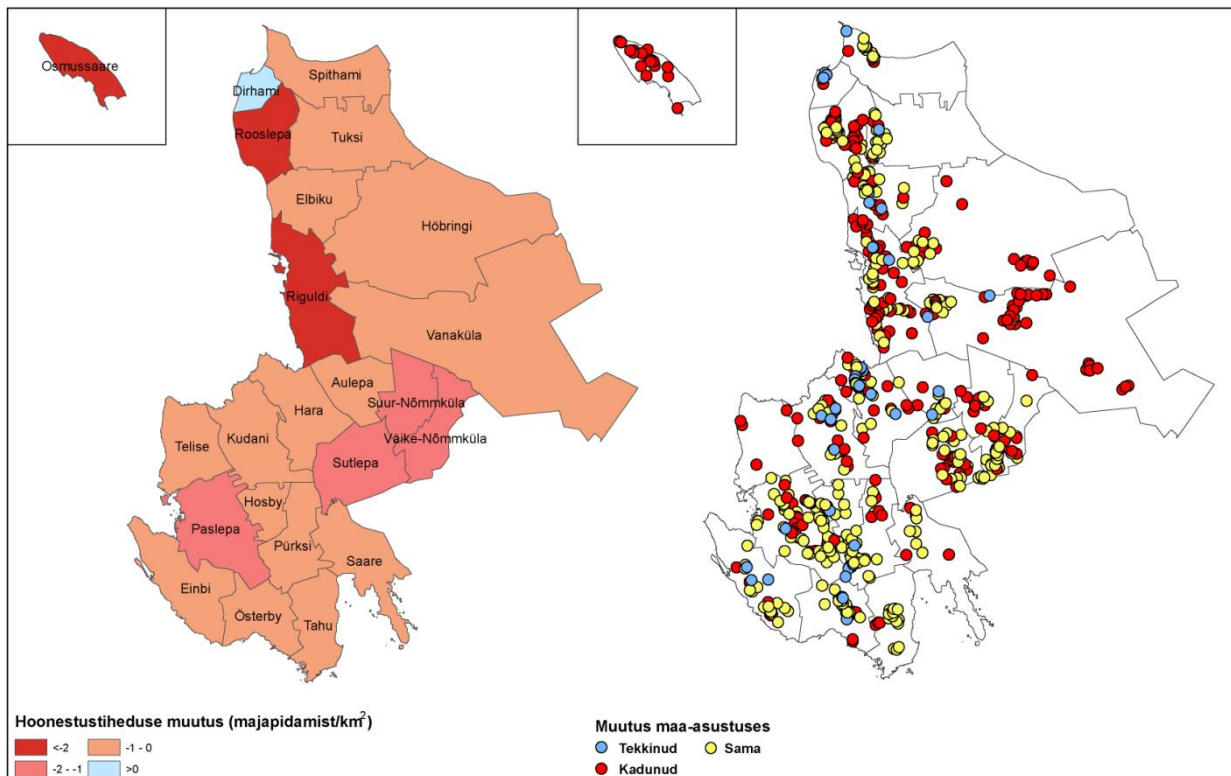 Osmussaare
Spithami
Dirhami
Rooslepa
Tuksi
Elbiku
Höbringi
Riguldi
Vanaküla
Aulepa
Suur-Nõmmküla
Hara
Kudani
Telise
Väike-Nõmmküla
Sutlepa
Hosby
Paslepa
Pürksi
Saare
Einbi
Österby
Tahu
Hoonestustiheduse muutus (majapidamist/km²)
<-2
-1 - 0
-2 - -1
>0
Muutus maa-asustuses
Tekkinud
Sama
Kadunud